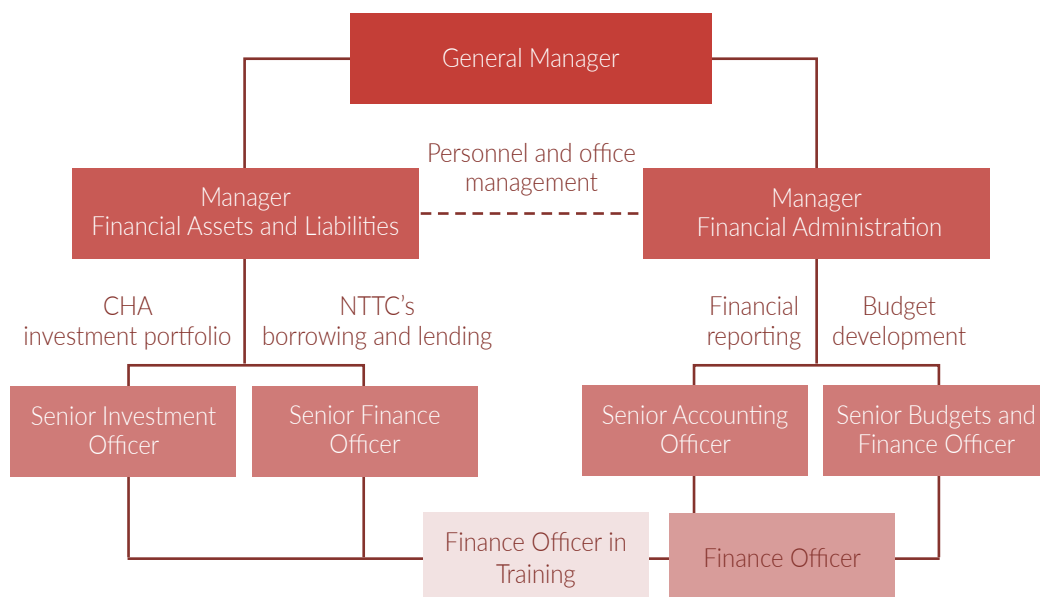 General Manager
Personnel and office
management
Manager
Financial Assets and Liabilities
Manager
Financial Administration
CHA
investment portfolio
NTTC’s
borrowing and lending
Financial
reporting
Budget
development
Senior Investment
Officer
Senior Finance
Officer
Senior Accounting
Officer
Senior Budgets and
Finance Officer
Finance Officer in
Training
Finance Officer